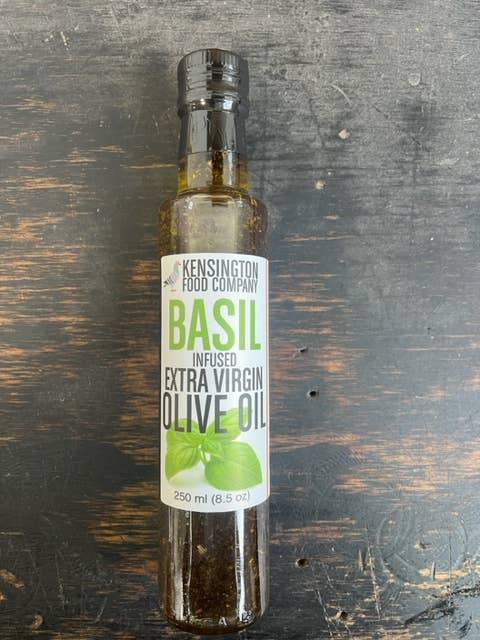 KENSINGTON
FOOD COMPANY
BASIL
INFUSED
EXTRA VIRGIN
OLIVE OIL
250 ml (8.5 oz)